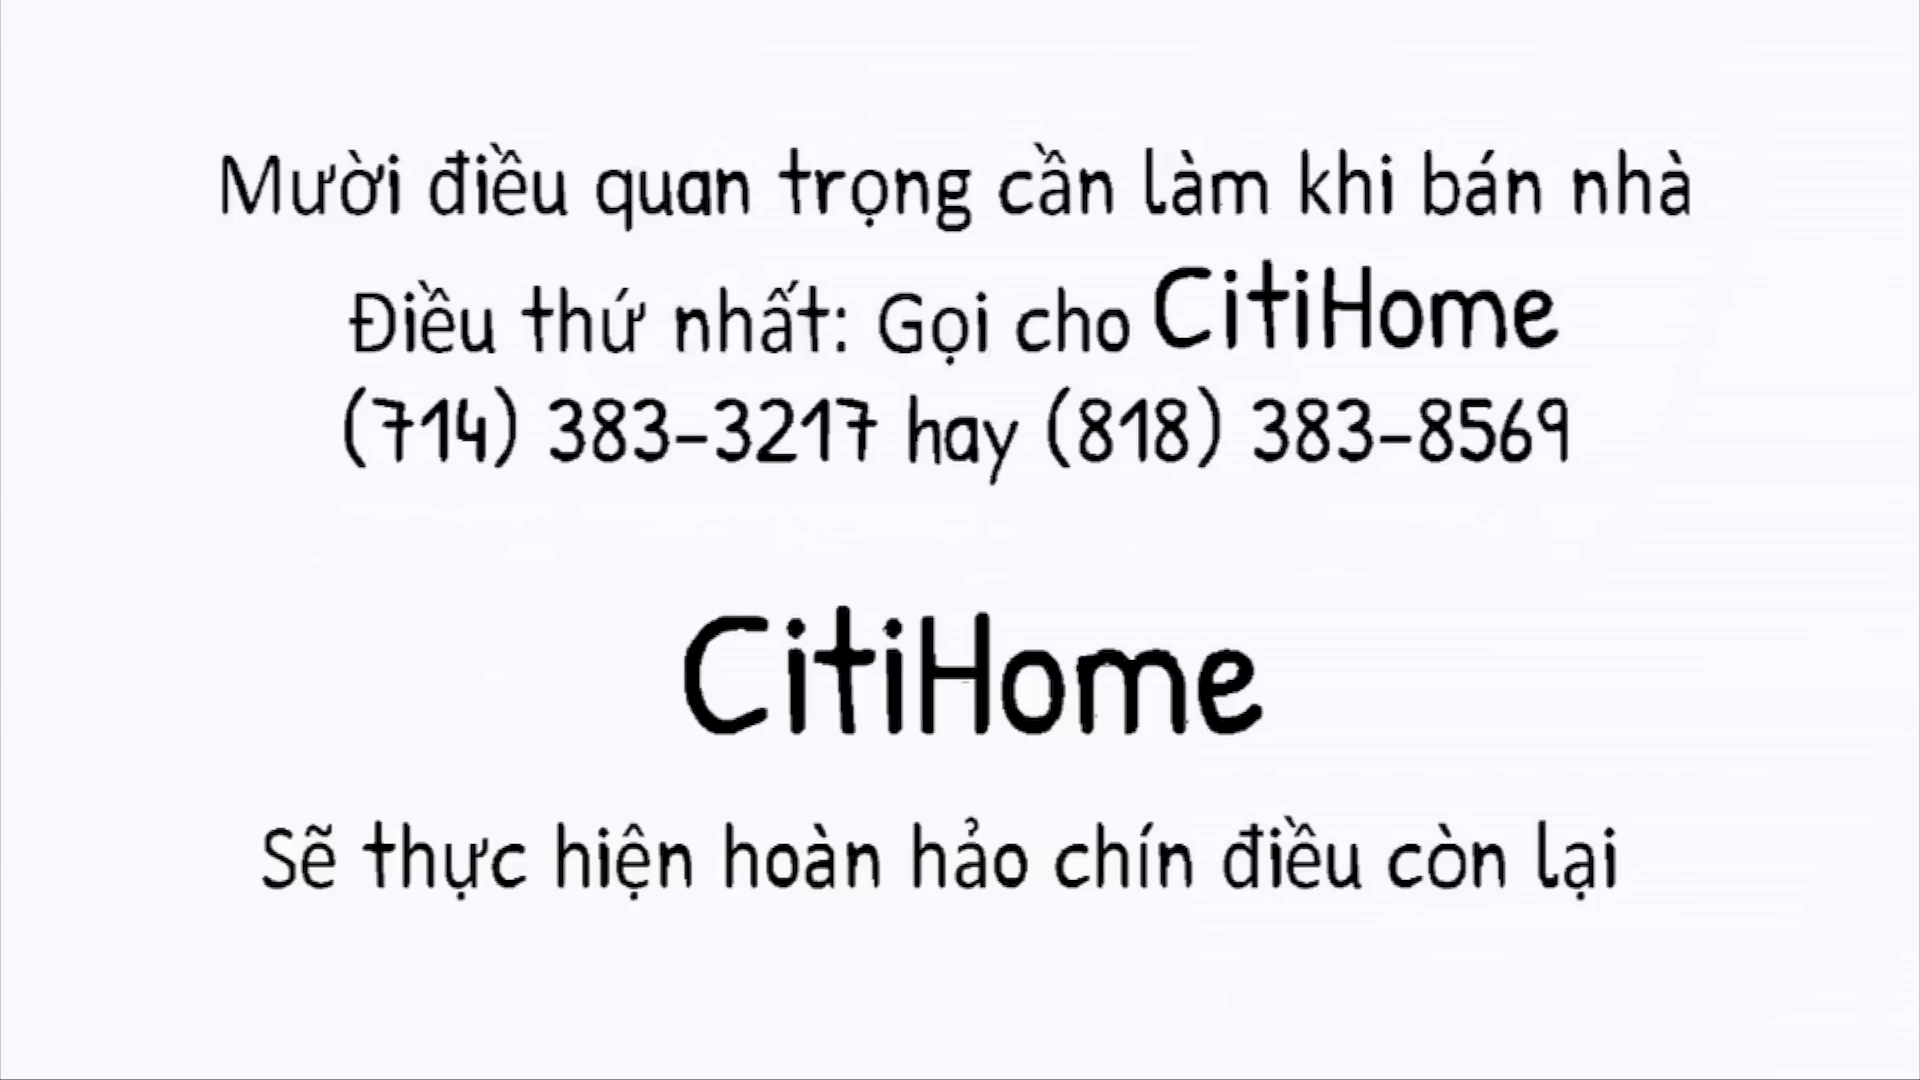 Mười điều quan trọng cần làm khi bán nhà
Điều thứ nhất: Gọi cho CitiHome
(714) 383-3217 hay (818) 383-8569
CitiHome
Sẽ thực hiện hoàn hảo chín điều còn lại